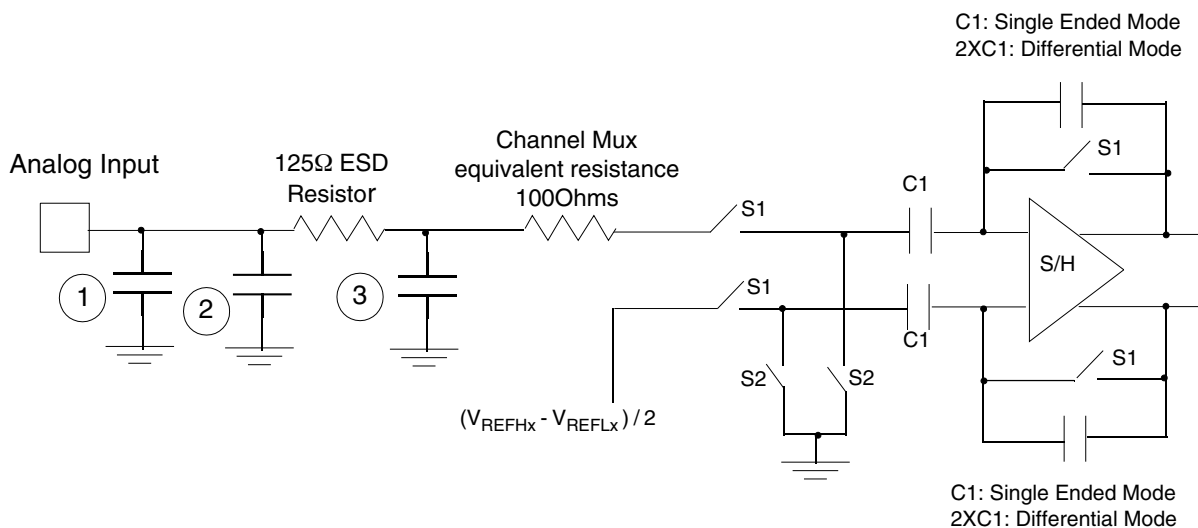 C1: Single Ended Mode
2XC1: Differential Mode
Analog Input
125Ω ESD
Resistor
Channel Mux
equivalent resistance
100Ohms
S1
C1
S1
S/H
1
2
3
S1
C1
S2
S2
S1
(VREFHx - VREFLx) / 2
C1: Single Ended Mode
2XC1: Differential Mode